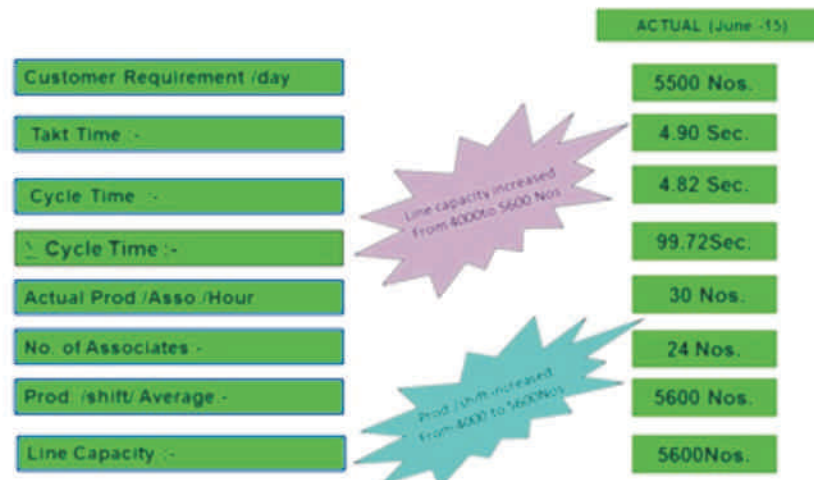 ACTUAL (June -15)
Customer Requirement /day
5500 Nos.
Takt Time :-
4.90 Sec.
Cycle Time :-
4.82 Sec.
Cycle Time :-
99.72Sec.
Actual Prod /Asso /Hour
30 Nos.
No. of Associates -
24 Nos.
Prod. /shift/ Average -
5600 Nos.
Line Capacity :-
5600Nos.
Line capacity increased
From 4000to 5600 Nos
Prod./shift increased
From 4000 to 5600Nos